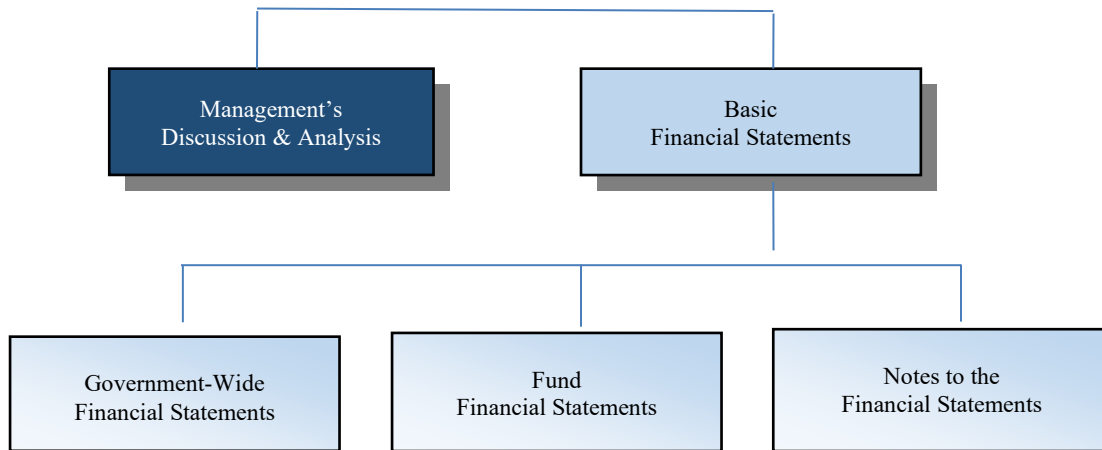 Management’s
Discussion & Analysis
Basic
Financial Statements
Government-Wide
Financial Statements
Fund
Financial Statements
Notes to the
Financial Statements